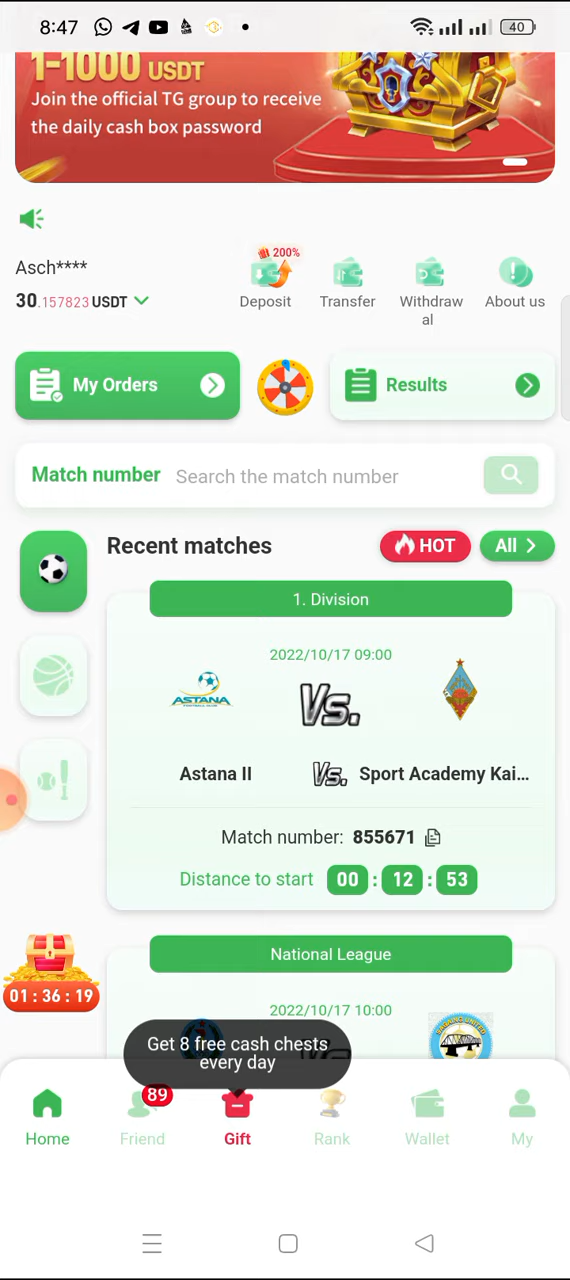 8:47
40
1-1000 USDT
Join the official TG group to receive
the daily cash box password
Asch****
30.157823 USDT
200%
Deposit
Transfer
Withdraw
al
About us
My Orders
Results
Match number
Search the match number
Recent matches
HOT
All
1. Division
2022/10/17 09:00
ASTANA
Vs.
Astana II
Vs.
Sport Academy Kai...
Match number: 855671
Distance to start 00 : 12 : 53
01 : 36 : 19
National League
2022/10/17 10:00
Get 8 free cash chests
every day
89
Home
Friend
Gift
Rank
Wallet
My